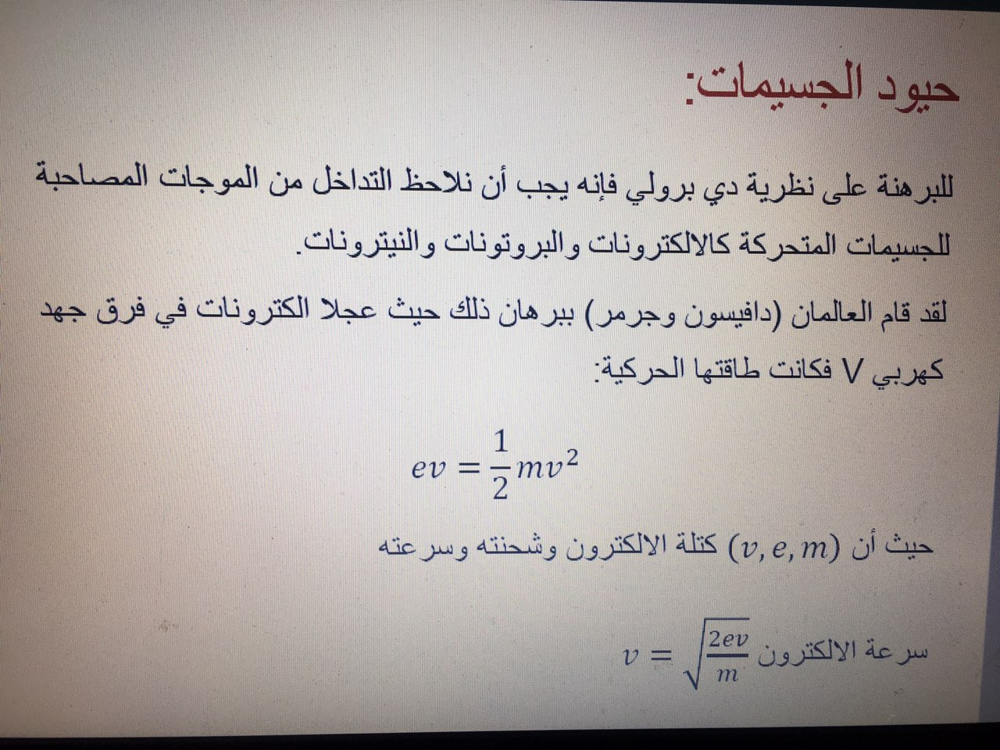 حيود الجسيمات:
للبرهنة على نظرية دي برولي فإنه يجب أن نلاحظ التداخل من الموجات المصاحبة
للجسيمات المتحركة كالالكترونات والبروتونات والنيترونات.
لقد قام العالمان (دافيسون وجرمر) ببرهان ذلك حيث عجلا الكترونات في فرق جهد
كهربي V فكانت طاقتها الحركية:
ev = \frac{1}{2} mv^2
حيث أن (v, e, m) كتلة الالكترون وشحنته وسرعته
سرعة الالكترون v = \sqrt{\frac{2ev}{m}}